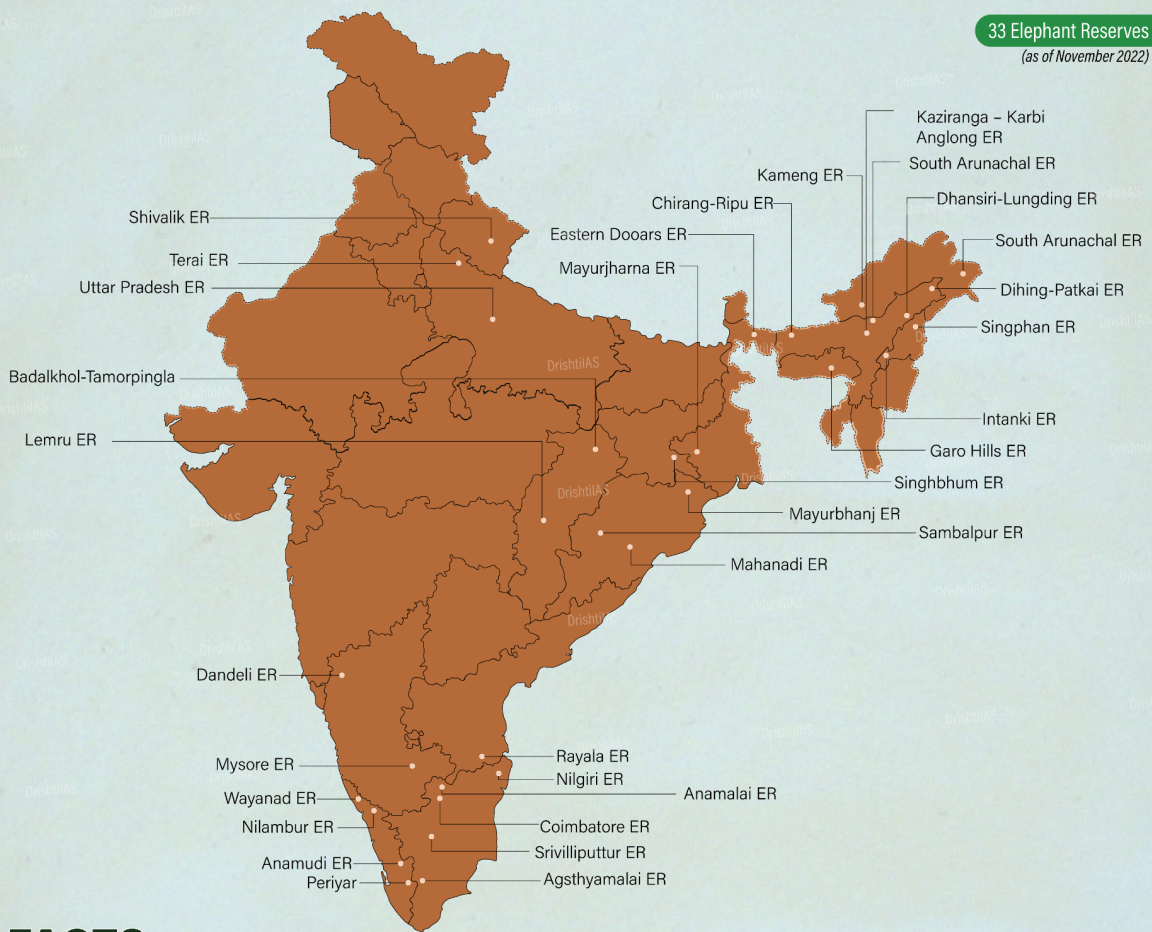 33 Elephant Reserves
(as of November 2022)
Kaziranga – Karbi
Anglong ER
South Arunachal ER
Kameng ER
Dhansiri-Lungding ER
Chirang-Ripu ER
Shivalik ER
Eastern Dooars ER
South Arunachal ER
Terai ER
Mayurjharna ER
Uttar Pradesh ER
Dihing-Patkai ER
Singphan ER
Badalkhol-Tamorpingla
Intanki ER
Lemru ER
Garo Hills ER
Singhbhum ER
Mayurbhanj ER
Sambalpur ER
Mahanadi ER
Dandeli ER
Rayala ER
Mysore ER
Nilgiri ER
Anamalai ER
Wayanad ER
Nilambur ER
Coimbatore ER
Srivilliputtur ER
Anamudi ER
Periyar
Agsthyamalai ER
DrishtiIAS